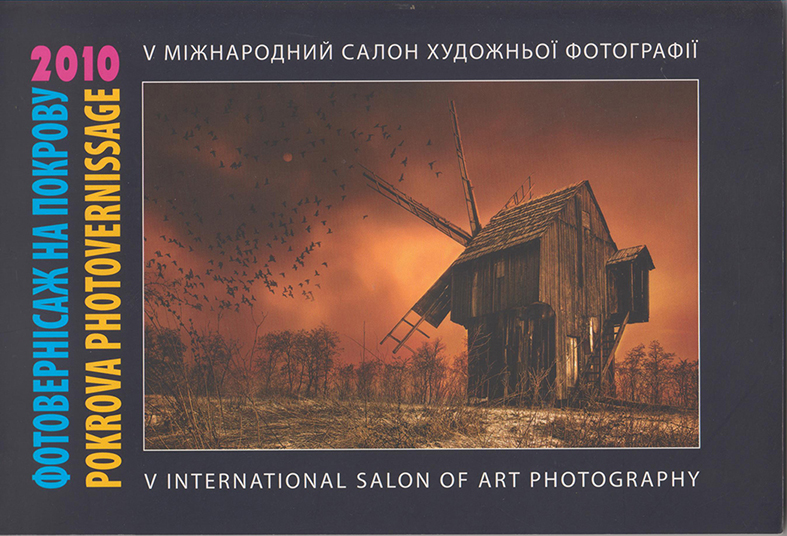 2010
ФОТОВЕРНІСАЖ НА ПОКРОВУ
POKROVA PHOTOVERNISSAGE
V МІЖНАРОДНИЙ САЛОН ХУДОЖНЬОЇ ФОТОГРАФІЇ
V INTERNATIONAL SALON OF ART PHOTOGRAPHY